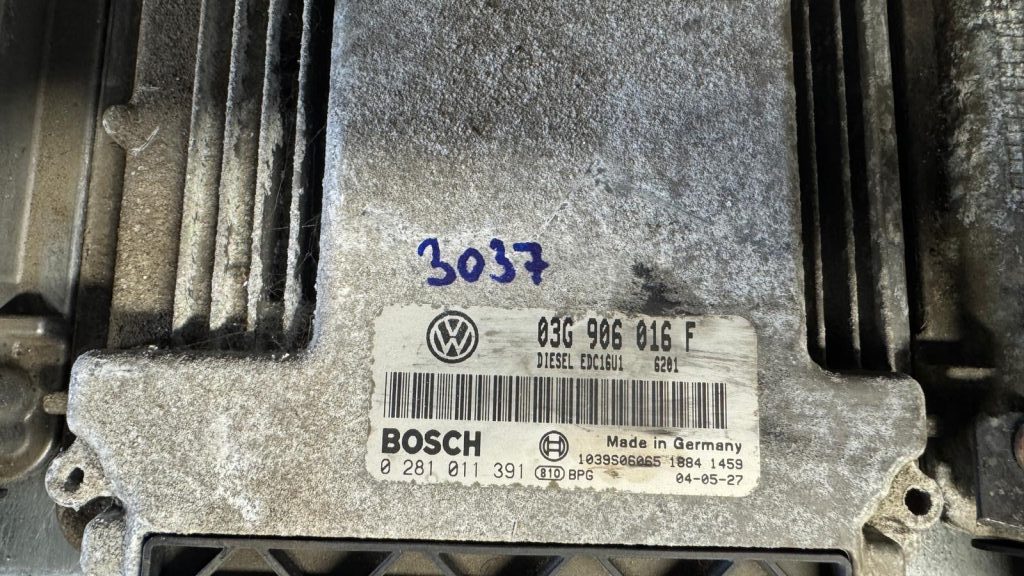 3037
03G 906 016 F
DIESEL EDC16U1 6201
BOSCH
Made in Germany
1039S06065 1884 1459
0 281 011 391 810 BPG
04-05-27